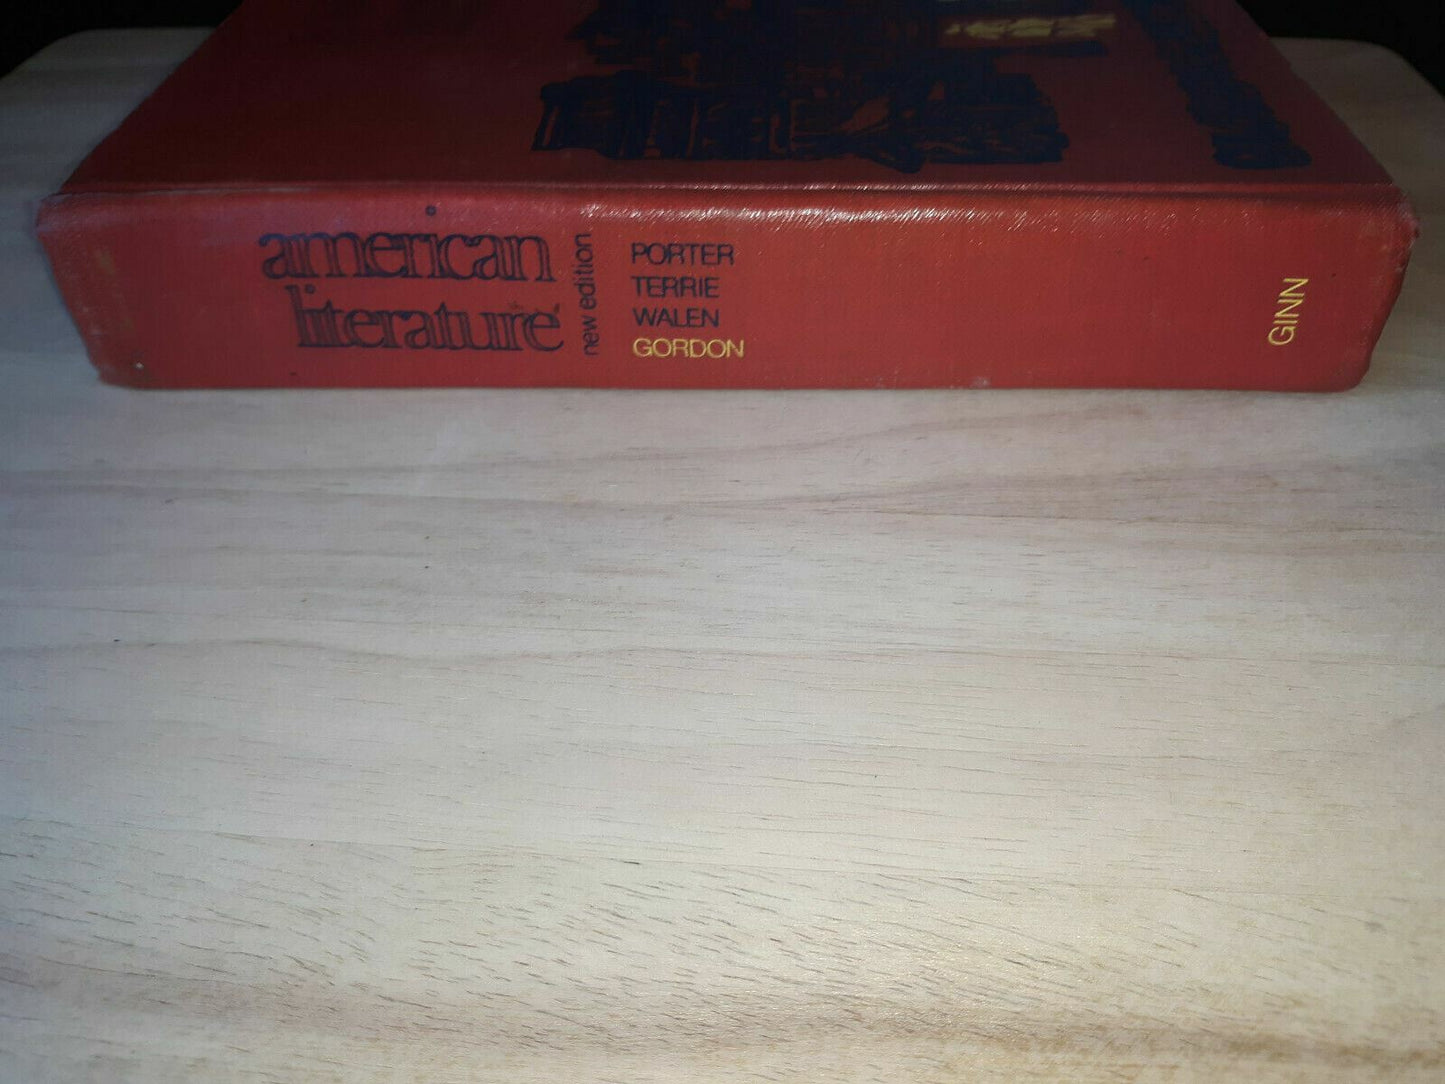 american
literature
new edition
PORTER
TERRIE
WALEN
GORDON
GINN